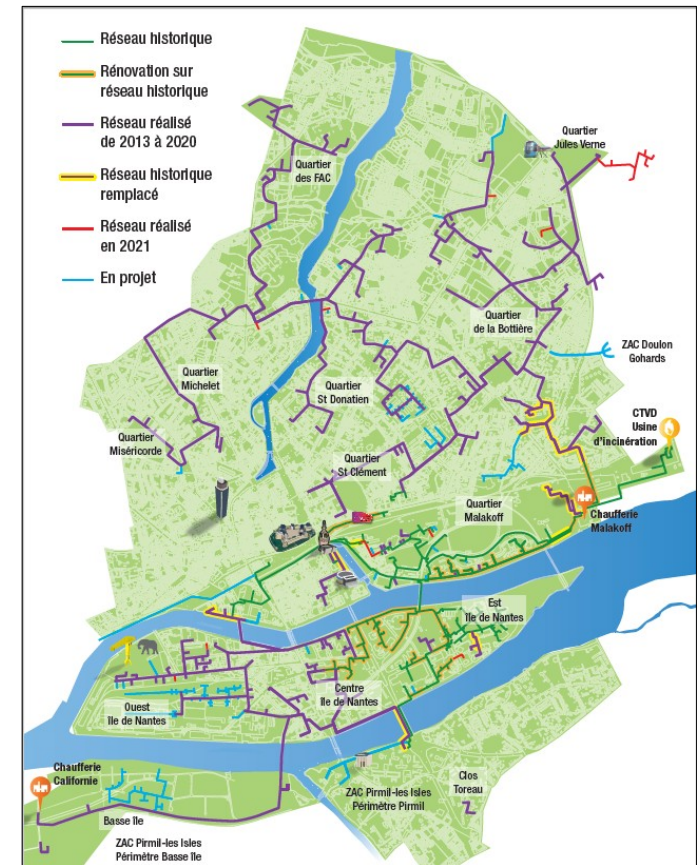 Réseau historique
Rénovation sur
réseau historique
Réseau réalisé
de 2013 à 2020
Réseau historique
remplacé
Réseau réalisé
en 2021
En projet
Quartier
des FAC
Quartier
Jules Verne
Quartier
de la Bottière
ZAC Doulon
Gohards
Quartier
Michelet
Quartier
St Donatien
Quartier
Miséricorde
Quartier
St Clément
CTVD
Usine
d'incinération
Quartier
Malakoff
Chaufferie
Malakoff
Est
île de Nantes
Centre
île de Nantes
Ouest
île de Nantes
Chaufferie
Californie
Basse île
ZAC Pirmil-les Isles
Périmètre Basse île
ZAC Pirmil-les Isles
Périmètre Pirmil
Clos
Toreau